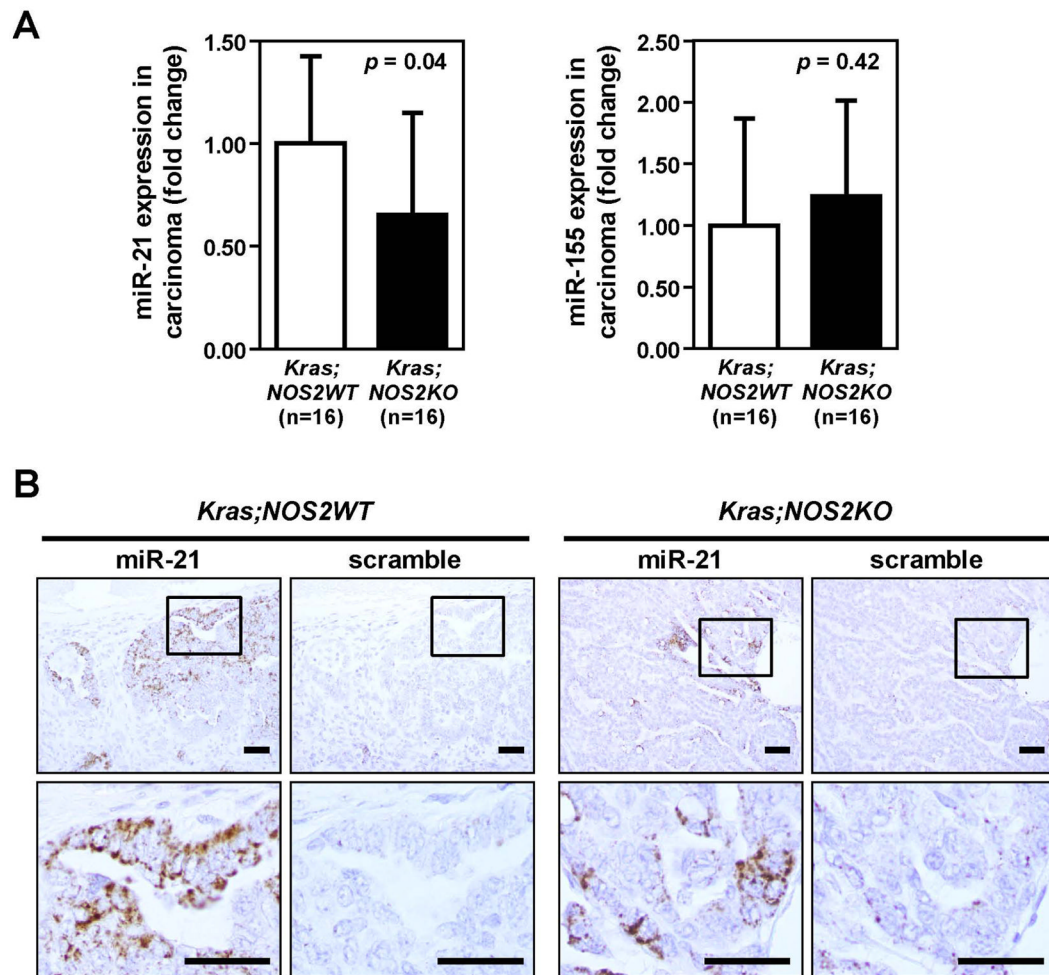 A
miR-21 expression in
carcinoma (fold change)
1.50
1.00
0.50
0.00
p = 0.04
Kras;
NOS2WT
(n=16)
Kras;
NOS2KO
(n=16)
miR-155 expression in
carcinoma (fold change)
2.50
2.00
1.50
1.00
0.50
0.00
p = 0.42
Kras;
NOS2WT
(n=16)
Kras;
NOS2KO
(n=16)
B
Kras;NOS2WT
Kras;NOS2KO
miR-21
scramble
miR-21
scramble